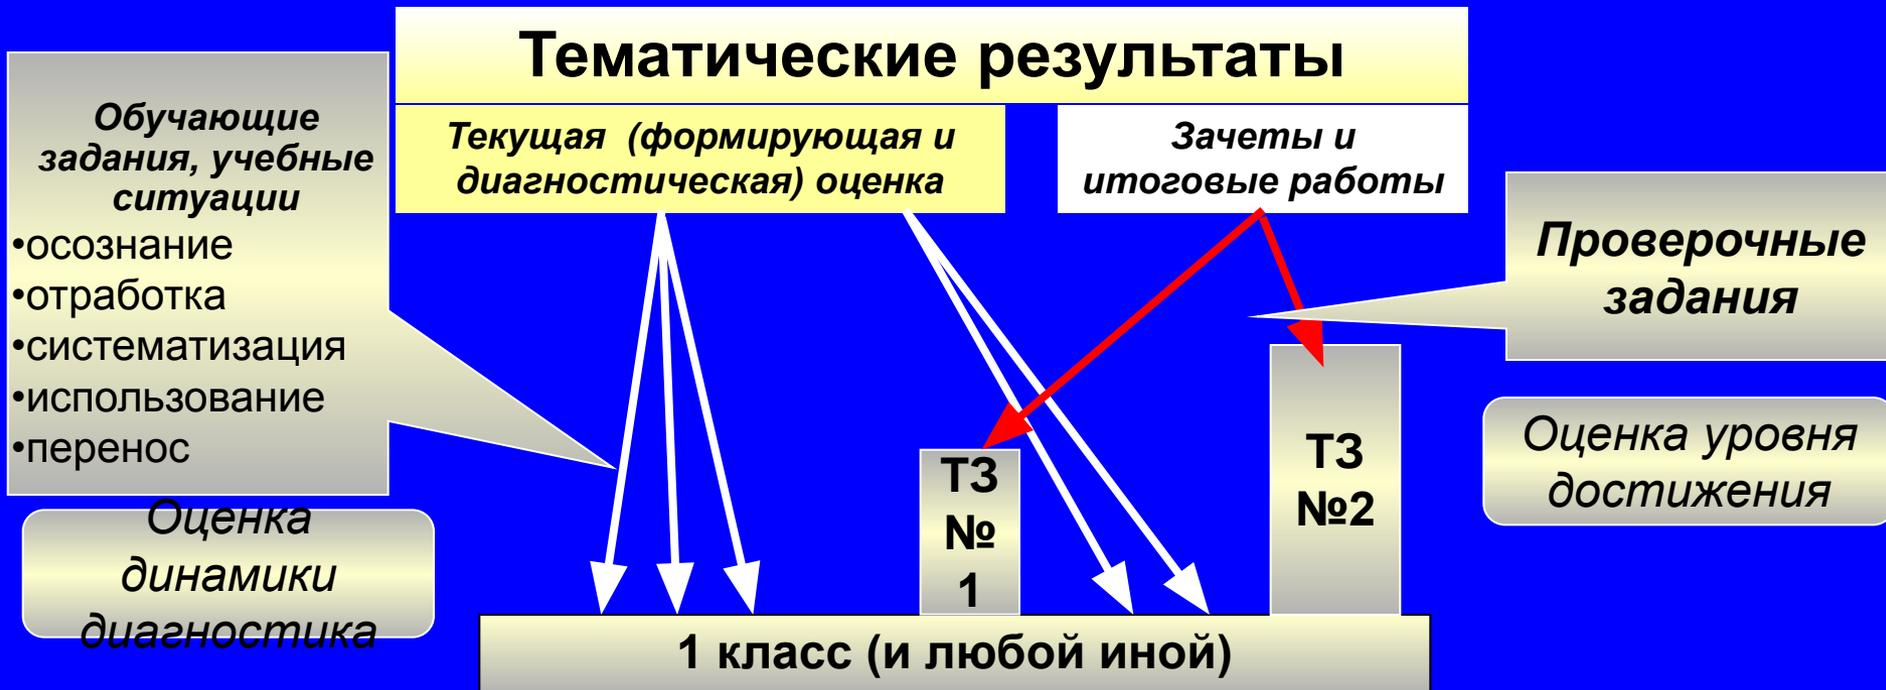 Тематические результаты
Обучающие
задания, учебные
ситуации
•осознание
•отработка
•систематизация
•использование
•перенос
Текущая (формирующая и
диагностическая) оценка
Зачеты и
итоговые работы
Проверочные
задания
Оценка уровня
достижения
ТЗ
№
1
ТЗ
№2
Оценка
динамики
диагностика
1 класс (и любой иной)